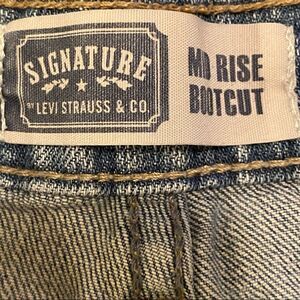 SIGNATURE
BY LEVI STRAUSS & CO
MID RISE
BOOTCUT